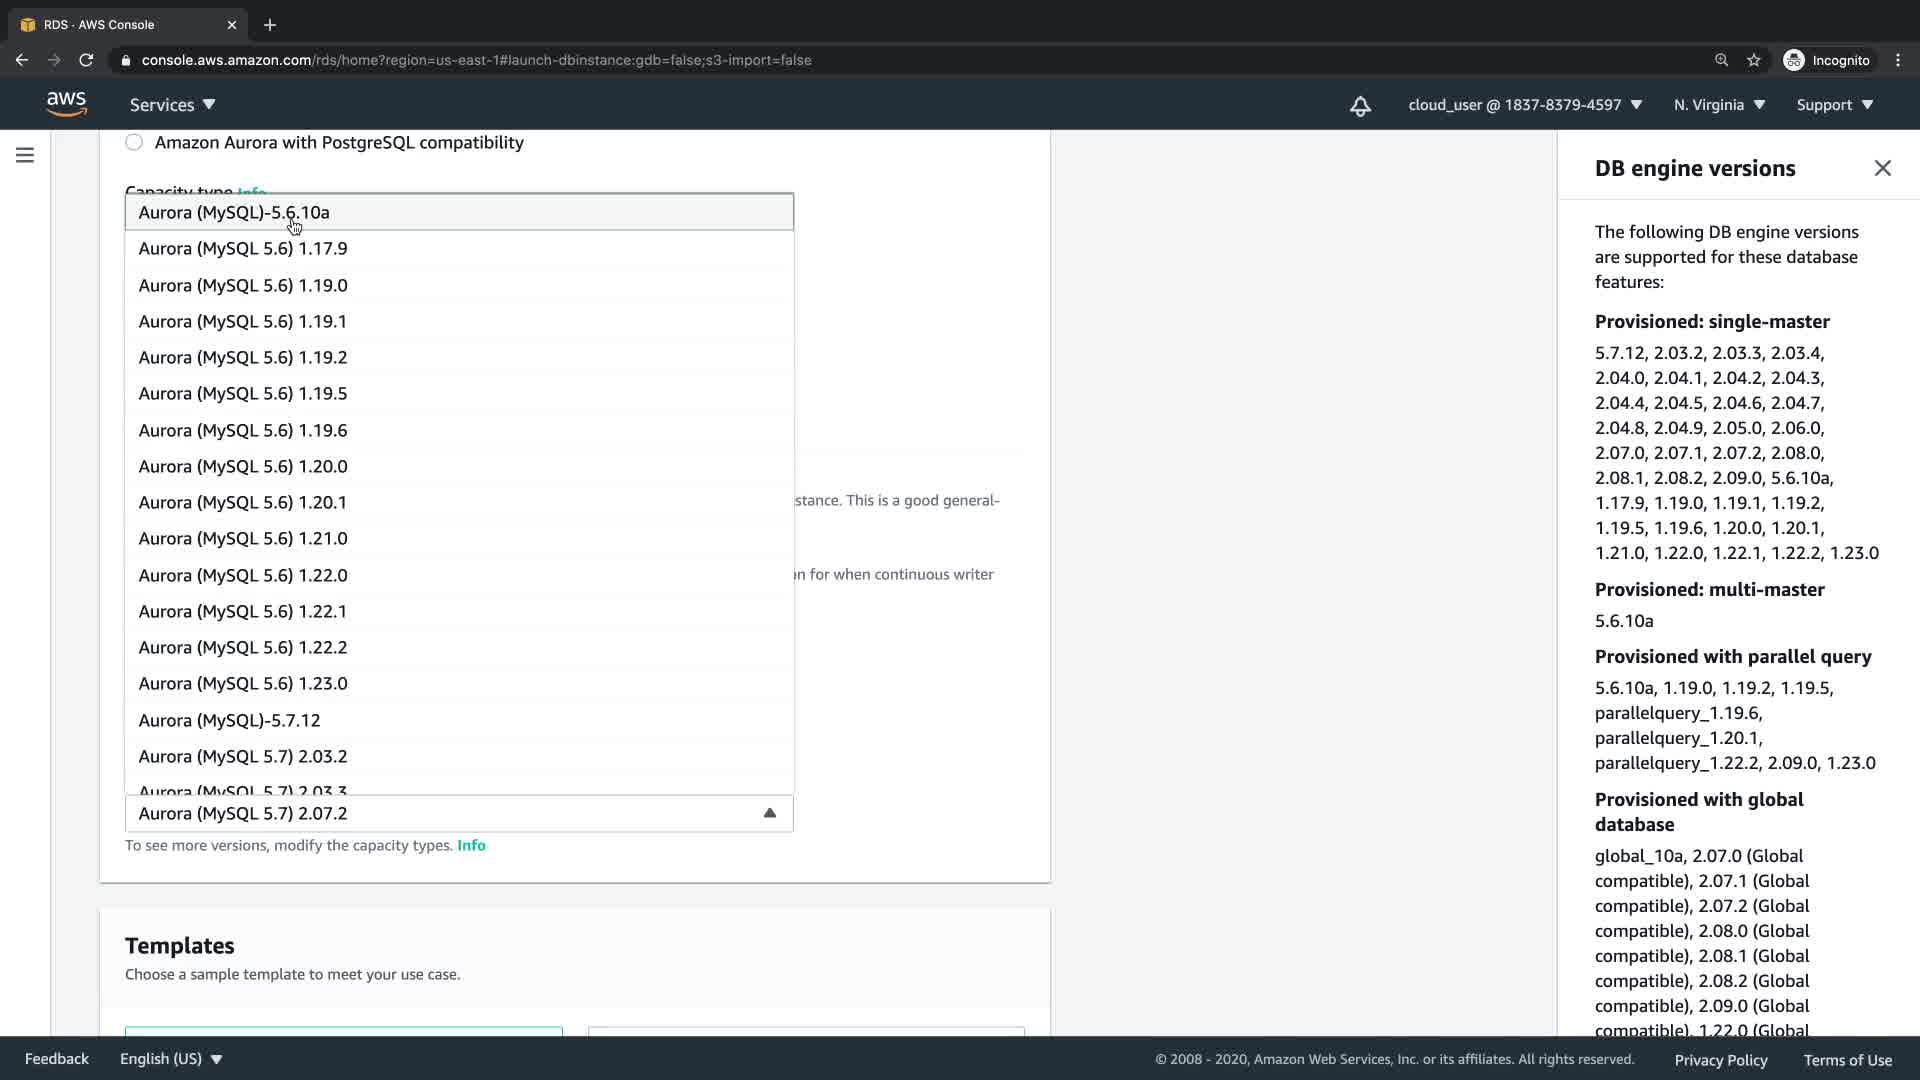 RDS · AWS Console
console.aws.amazon.com/rds/home?region=us-east-1#launch-dbinstance:gdb=false;s3-import=false
Incognito
aws
Services
cloud_user @ 1837-8379-4597
N. Virginia
Support
Amazon Aurora with PostgreSQL compatibility
Capacity type Info
Aurora (MySQL)-5.6.10a
Aurora (MySQL 5.6) 1.17.9
Aurora (MySQL 5.6) 1.19.0
Aurora (MySQL 5.6) 1.19.1
Aurora (MySQL 5.6) 1.19.2
Aurora (MySQL 5.6) 1.19.5
Aurora (MySQL 5.6) 1.19.6
Aurora (MySQL 5.6) 1.20.0
Aurora (MySQL 5.6) 1.20.1
stance. This is a good general-
Aurora (MySQL 5.6) 1.21.0
Aurora (MySQL 5.6) 1.22.0
n for when continuous writer
Aurora (MySQL 5.6) 1.22.1
Aurora (MySQL 5.6) 1.22.2
Aurora (MySQL 5.6) 1.23.0
Aurora (MySQL)-5.7.12
Aurora (MySQL 5.7) 2.03.2
Aurora (MySQL 5.7) 2.03.3
Aurora (MySQL 5.7) 2.07.2
To see more versions, modify the capacity types. Info
Templates
Choose a sample template to meet your use case.
DB engine versions
The following DB engine versions
are supported for these database
features:
Provisioned: single-master
5.7.12, 2.03.2, 2.03.3, 2.03.4,
2.04.0, 2.04.1, 2.04.2, 2.04.3,
2.04.4, 2.04.5, 2.04.6, 2.04.7,
2.04.8, 2.04.9, 2.05.0, 2.06.0,
2.07.0, 2.07.1, 2.07.2, 2.08.0,
2.08.1, 2.08.2, 2.09.0, 5.6.10a,
1.17.9, 1.19.0, 1.19.1, 1.19.2,
1.19.5, 1.19.6, 1.20.0, 1.20.1,
1.21.0, 1.22.0, 1.22.1, 1.22.2, 1.23.0
Provisioned: multi-master
5.6.10a
Provisioned with parallel query
5.6.10a, 1.19.0, 1.19.2, 1.19.5,
parallelquery_1.19.6,
parallelquery_1.20.1,
parallelquery_1.22.2, 2.09.0, 1.23.0
Provisioned with global
database
global_10a, 2.07.0 (Global
compatible), 2.07.1 (Global
compatible), 2.07.2 (Global
compatible), 2.08.0 (Global
compatible), 2.08.1 (Global
compatible), 2.08.2 (Global
compatible), 2.09.0 (Global
compatible), 1.22.0 (Global
Feedback
English (US)
© 2008 - 2020, Amazon Web Services, Inc. or its affiliates. All rights reserved.
Privacy Policy
Terms of Use